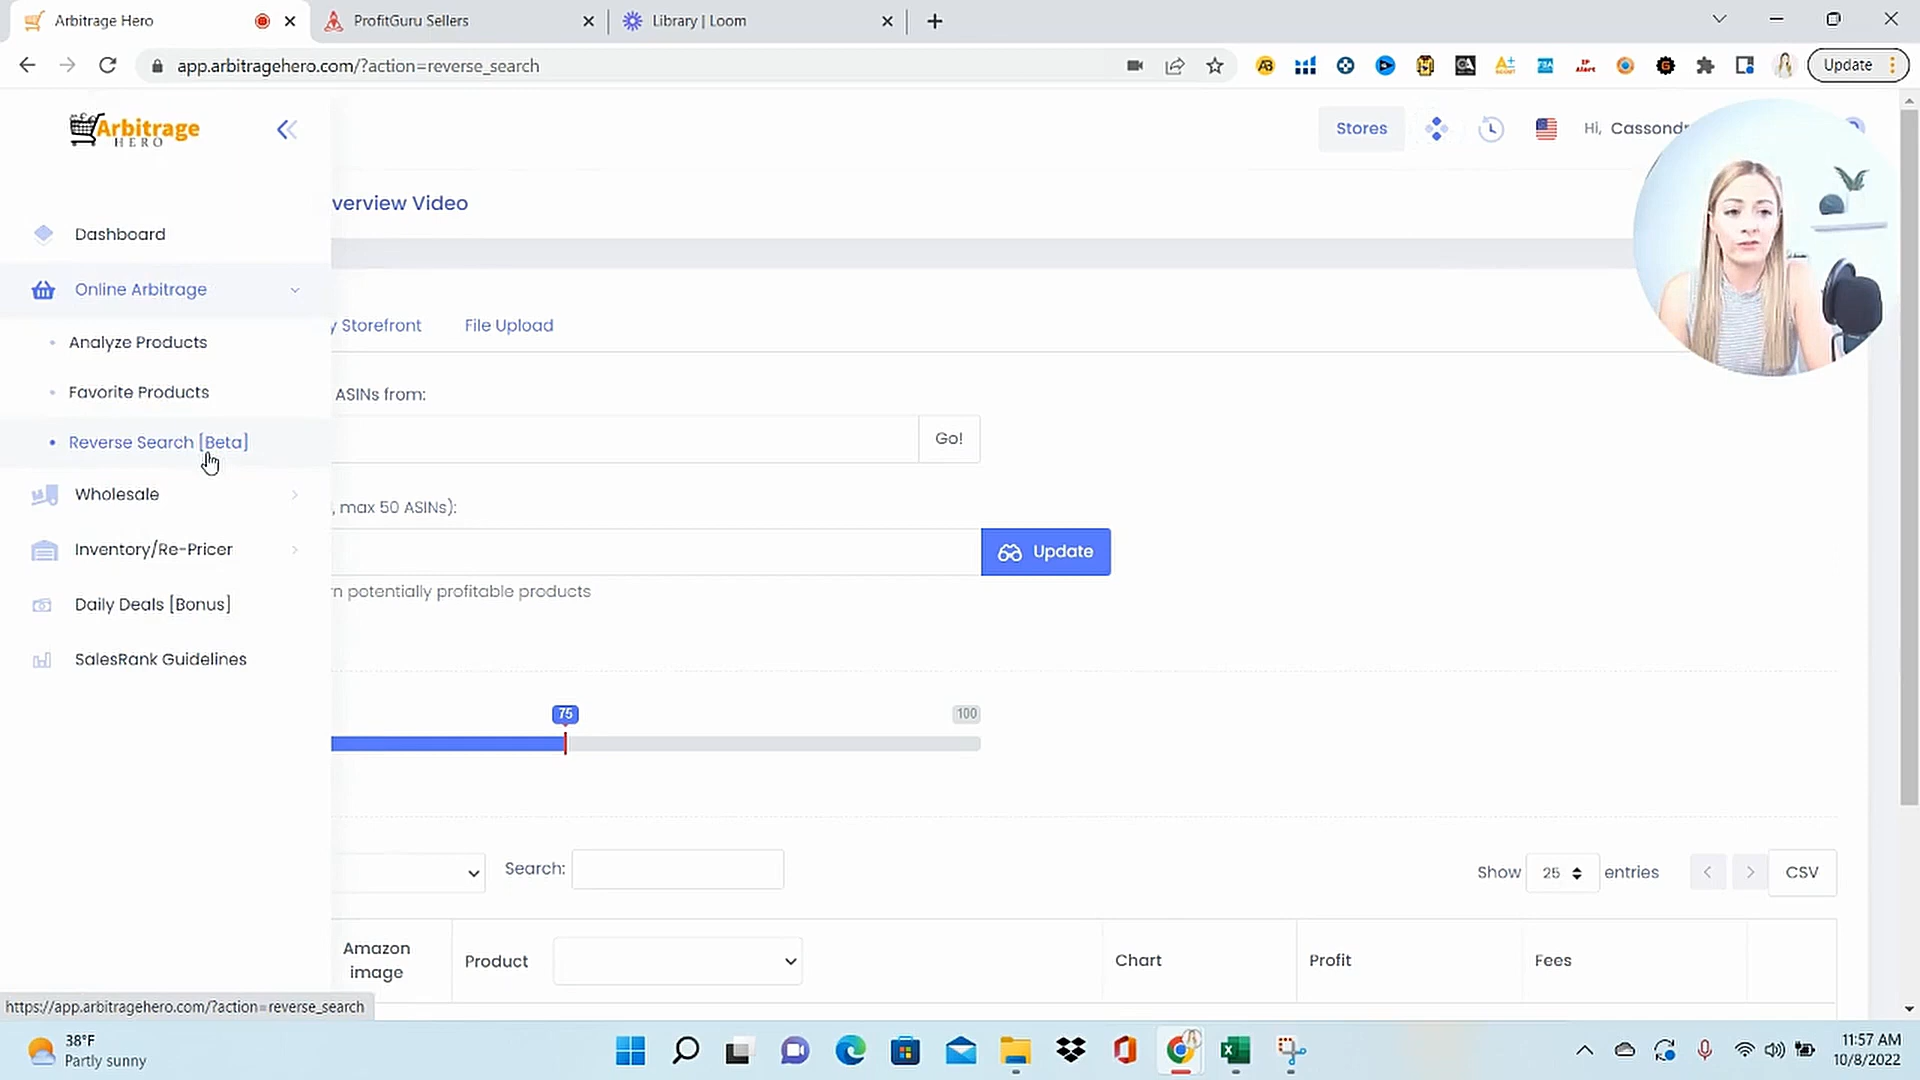 Arbitrage Hero
ProfitGuru Sellers
Library | Loom
app.arbitragehero.com/?action=reverse_search
Update
Arbitrage
HERO
Stores
Hi, Cassondr
verview Video
Dashboard
Online Arbitrage
Analyze Products
Favorite Products
Reverse Search [Beta]
Wholesale
Inventory/Re-Pricer
Daily Deals [Bonus]
SalesRank Guidelines
y Storefront
File Upload
ASINs from:
Go!
, max 50 ASINs):
Update
n potentially profitable products
75
100
Search:
Show 25 entries
CSV
Amazon image
Product
Chart
Profit
Fees
https://app.arbitragehero.com/?action=reverse_search
38°F
Partly sunny
11:57 AM
10/8/2022